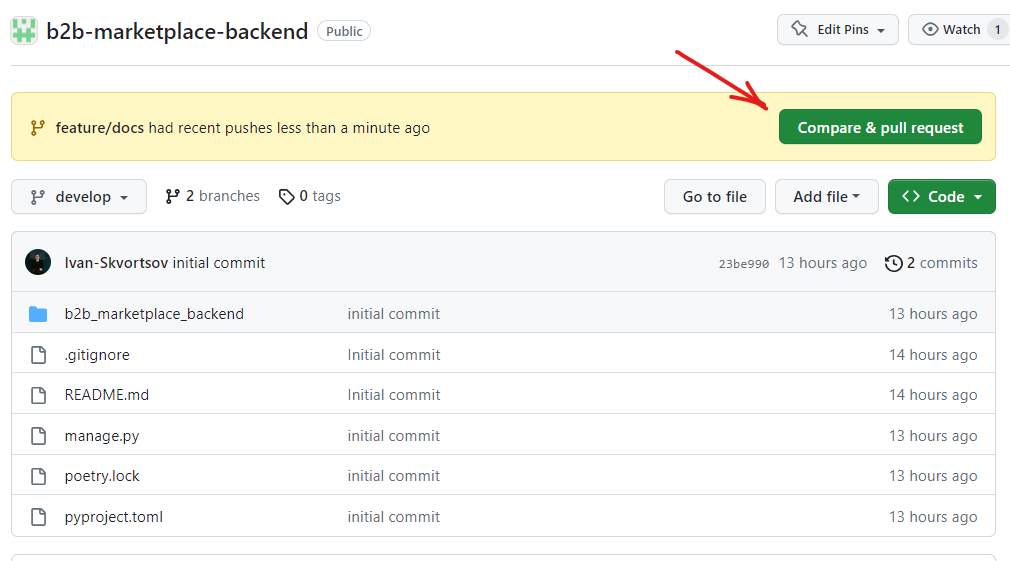 b2b-marketplace-backend Public Edit Pins Watch 1
feature/docs had recent pushes less than a minute ago Compare & pull request
develop 2 branches 0 tags Go to file Add file Code
Ivan-Skvortsov initial commit 23be990 13 hours ago 2 commits
b2b_marketplace_backend initial commit 13 hours ago
.gitignore Initial commit 14 hours ago
README.md Initial commit 14 hours ago
manage.py initial commit 13 hours ago
poetry.lock initial commit 13 hours ago
pyproject.toml initial commit 13 hours ago